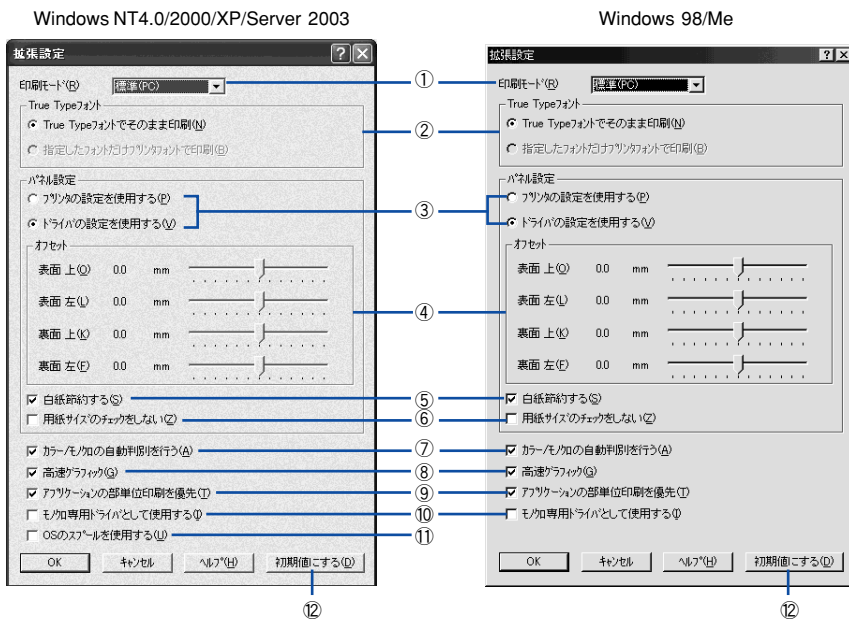 Windows NT4.0/2000/XP/Server 2003
拡張設定
印刷モード(R) 標準(PC)
True Typeフォント
True Typeフォントでそのまま印刷(N)
指定したフォントだけプリンタフォントで印刷(B)
パネル設定
プリンタの設定を使用する(P)
ドライバの設定を使用する(V)
オフセット
表面 上(O) 0.0 mm
表面 左(L) 0.0 mm
裏面 上(K) 0.0 mm
裏面 左(F) 0.0 mm
白紙節約する(S)
用紙サイズのチェックをしない(Z)
カラー/モノクロの自動判別を行う(A)
高速グラフィック(G)
アプリケーションの部単位印刷を優先(T)
モノクロ専用ドライバとして使用する(I)
OSのスプールを使用する(U)
OK キャンセル ヘルプ(H) 初期値にする(D)
①
②
③
④
⑤
⑥
⑦
⑧
⑨
⑩
⑪
⑫
Windows 98/Me
拡張設定
印刷モード(R) 標準(PC)
True Typeフォント
True Typeフォントでそのまま印刷(N)
指定したフォントだけプリンタフォントで印刷(B)
パネル設定
プリンタの設定を使用する(P)
ドライバの設定を使用する(V)
オフセット
表面 上(O) 0.0 mm
表面 左(L) 0.0 mm
裏面 上(K) 0.0 mm
裏面 左(F) 0.0 mm
白紙節約する(S)
用紙サイズのチェックをしない(Z)
カラー/モノクロの自動判別を行う(A)
高速グラフィック(G)
アプリケーションの部単位印刷を優先(T)
モノクロ専用ドライバとして使用する(I)
OK キャンセル ヘルプ(H) 初期値にする(D)
⑫